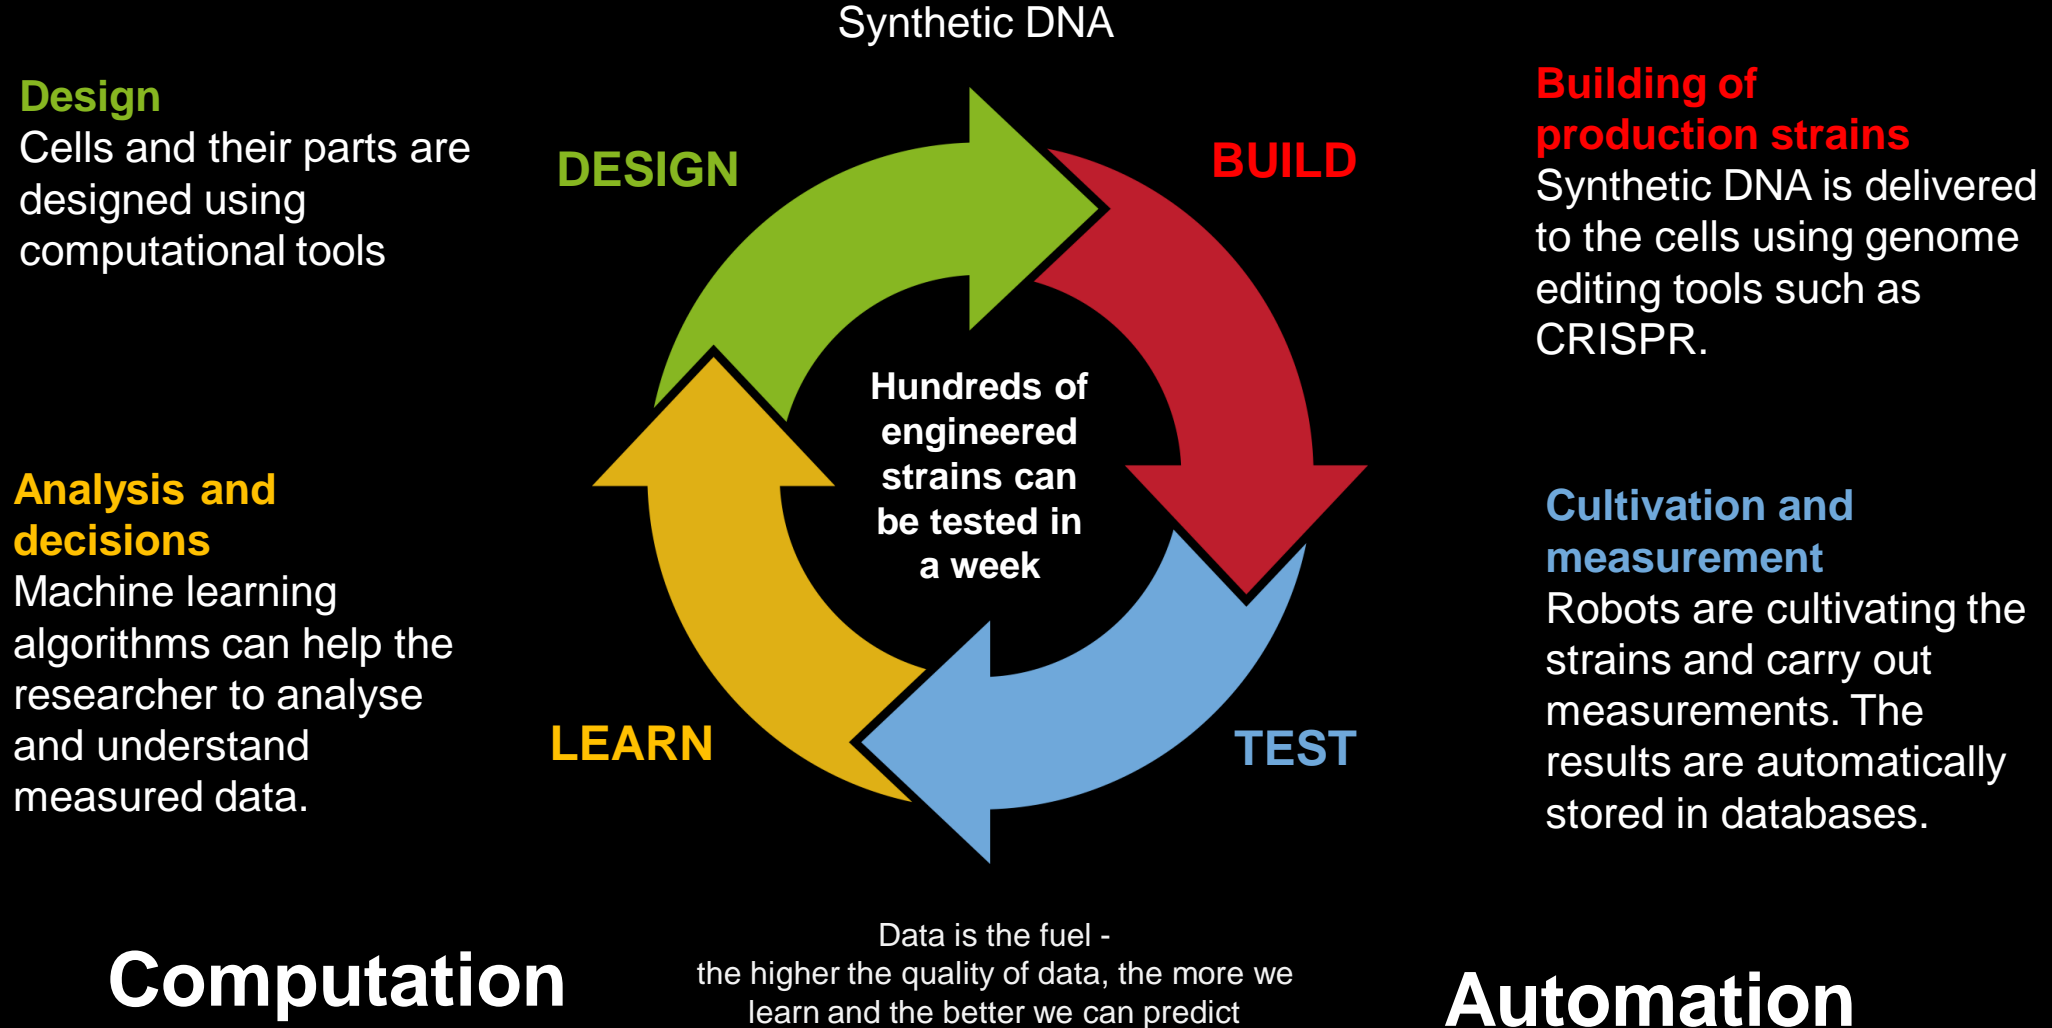 Synthetic DNA
Design
Cells and their parts are
designed using
computational tools
DESIGN
BUILD
Building of
production strains
Synthetic DNA is delivered
to the cells using genome
editing tools such as
CRISPR.
Hundreds of
engineered
strains can
be tested in
a week
Analysis and
decisions
Machine learning
algorithms can help the
researcher to analyse
and understand
measured data.
LEARN
TEST
Cultivation and
measurement
Robots are cultivating the
strains and carry out
measurements. The
results are automatically
stored in databases.
Computation
Data is the fuel -
the higher the quality of data, the more we
learn and the better we can predict
Automation